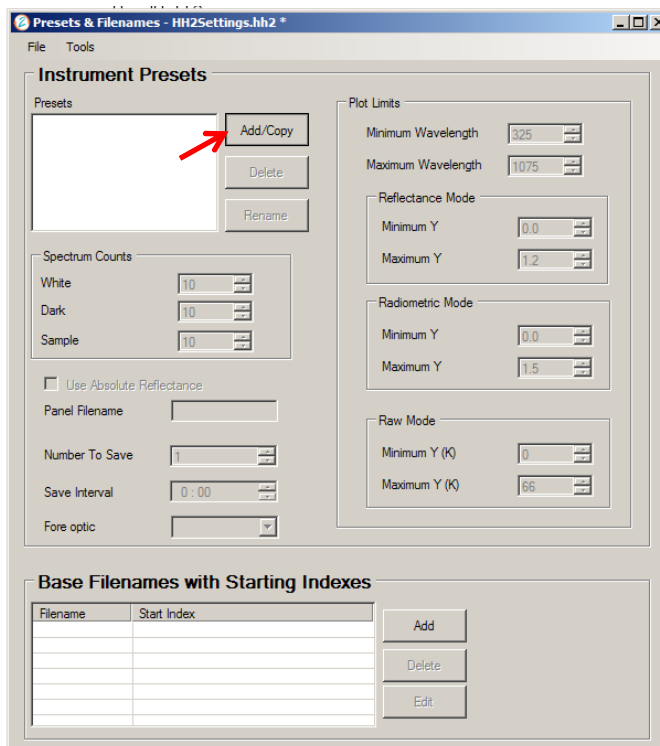 Presets & Filenames - HH2Settings.hh2 *
File Tools
Instrument Presets
Presets
Add/Copy
Delete
Rename
Spectrum Counts
White 10
Dark 10
Sample 10
Use Absolute Reflectance
Panel Filename
Number To Save 1
Save Interval 0 : 00
Fore optic
Plot Limits
Minimum Wavelength 325
Maximum Wavelength 1075
Reflectance Mode
Minimum Y 0.0
Maximum Y 1.2
Radiometric Mode
Minimum Y 0.0
Maximum Y 1.5
Raw Mode
Minimum Y (K) 0
Maximum Y (K) 66
Base Filenames with Starting Indexes
Filename Start Index
Add
Delete
Edit